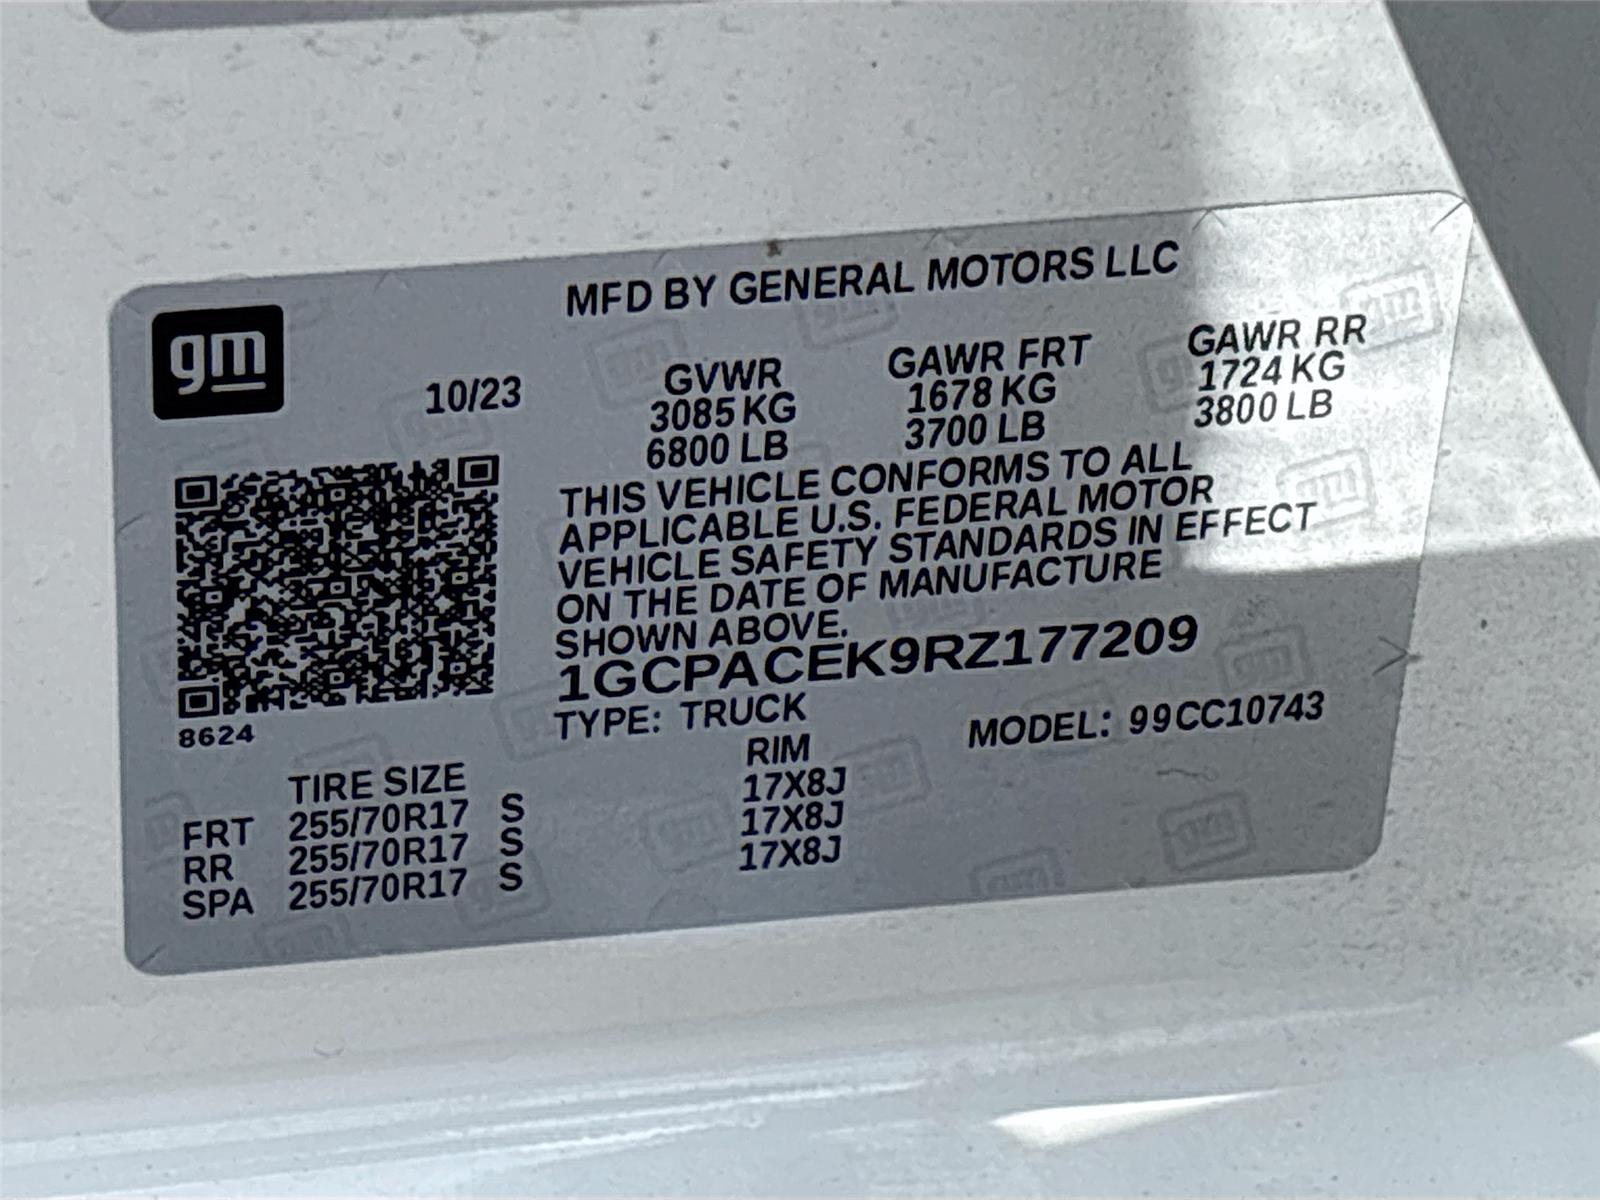 gm
MFD BY GENERAL MOTORS LLC
10/23
GVWR GAWR FRT GAWR RR
3085 KG 1678 KG 1724 KG
6800 LB 3700 LB 3800 LB
THIS VEHICLE CONFORMS TO ALL
APPLICABLE U.S. FEDERAL MOTOR
VEHICLE SAFETY STANDARDS IN EFFECT
ON THE DATE OF MANUFACTURE
SHOWN ABOVE.
1GCPACEK9RZ177209
TYPE: TRUCK MODEL: 99CC10743
8624
TIRE SIZE RIM
FRT 255/70R17 S 17X8J
RR 255/70R17 S 17X8J
SPA 255/70R17 S 17X8J